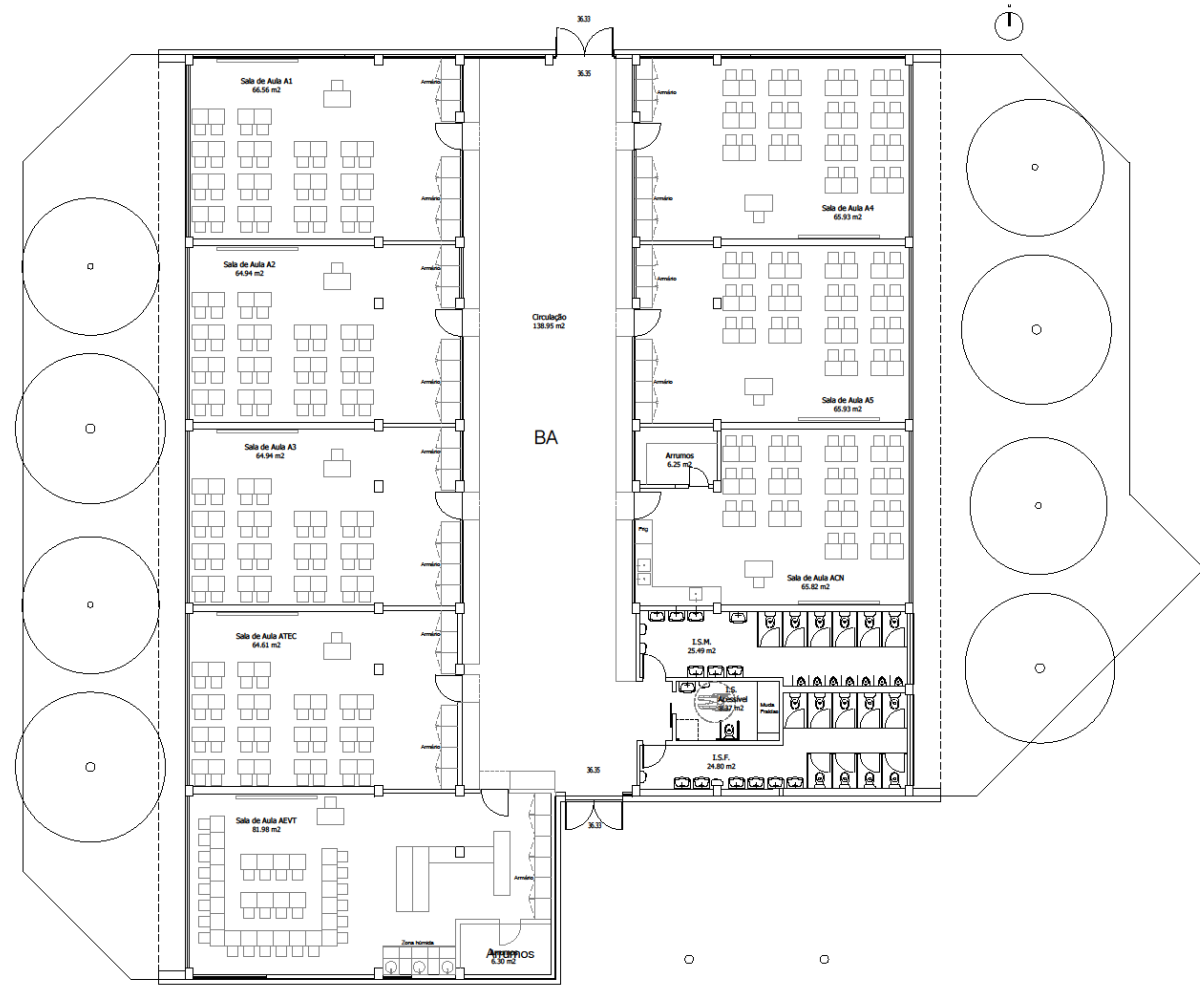 36.33
36.35
Sala de Aula A1
66.56 m2
Armário
Armário
Armário
Armário
Sala de Aula A4
65.93 m2
Sala de Aula A2
64.94 m2
Armário
Armário
Circulação
138.95 m2
Armário
Armário
Sala de Aula A5
65.93 m2
BA
Sala de Aula A3
64.94 m2
Armário
Armário
Arrumos
6.25 m2
Frig
Sala de Aula ACN
65.82 m2
Sala de Aula ATEC
64.61 m2
Armário
Armário
I.S.M.
25.49 m2
I.S.
Acessível
Muda
Fraldas
I.S.F.
24.80 m2
36.35
36.33
Sala de Aula AEVT
81.98 m2
Armário
Zona húmida
Arrumos
6.30 m2